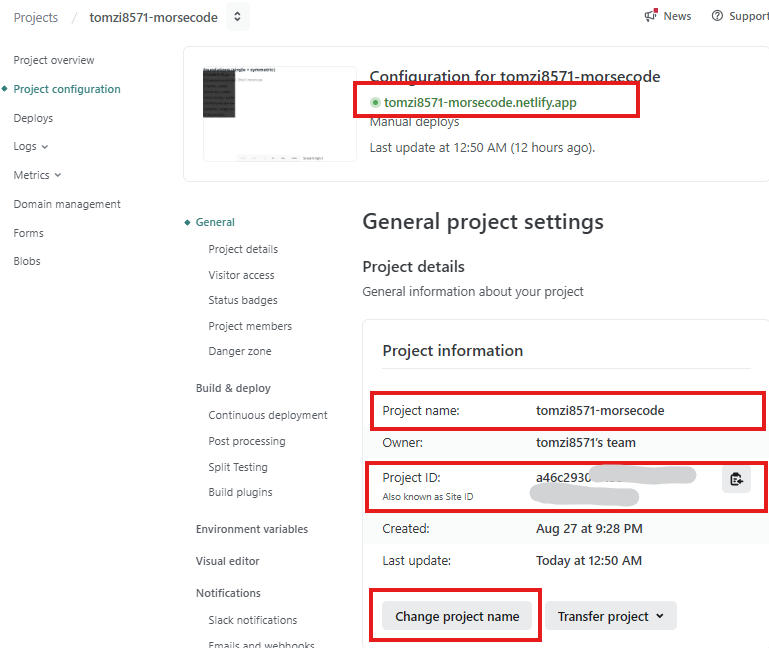 Projects / tomzi8571-morsecode
News
Support
Project overview
Project configuration
Deploys
Logs
Metrics
Domain management
Forms
Blobs
Configuration for tomzi8571-morsecode
tomzi8571-morsecode.netlify.app
Manual deploys
Last update at 12:50 AM (12 hours ago).
General
Project details
Visitor access
Status badges
Project members
Danger zone
Build & deploy
Continuous deployment
Post processing
Split Testing
Build plugins
Environment variables
Visual editor
Notifications
Slack notifications
Emails and webhooks
General project settings
Project details
General information about your project
Project information
Project name: tomzi8571-morsecode
Owner: tomzi8571's team
Project ID: a46c2930
Also known as Site ID
Created: Aug 27 at 9:28 PM
Last update: Today at 12:50 AM
Change project name
Transfer project